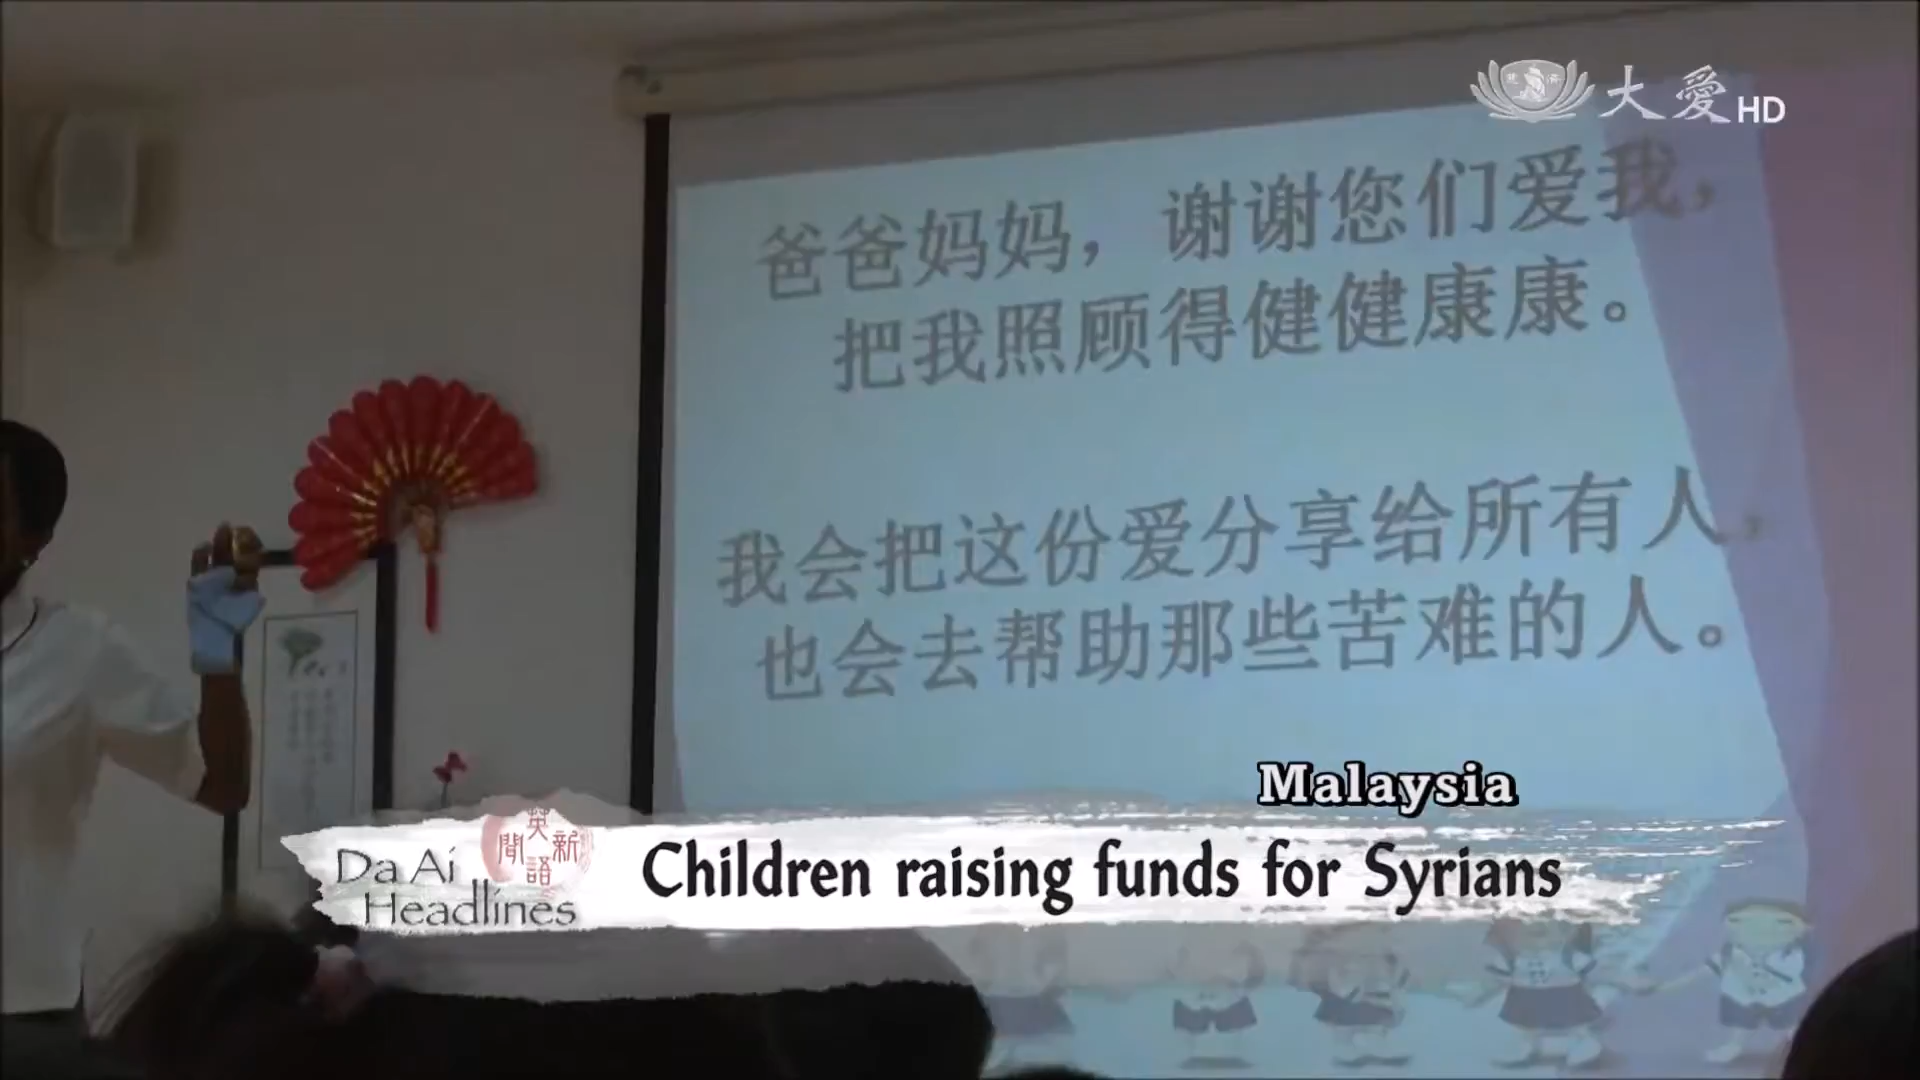 大愛HD
爸爸妈妈，谢谢您们爱我，
把我照顾得健健康康。
我会把这份爱分享给所有人，
也会去帮助那些苦难的人。
Malaysia
Da Ai
Headlines
英語新聞
Children raising funds for Syrians